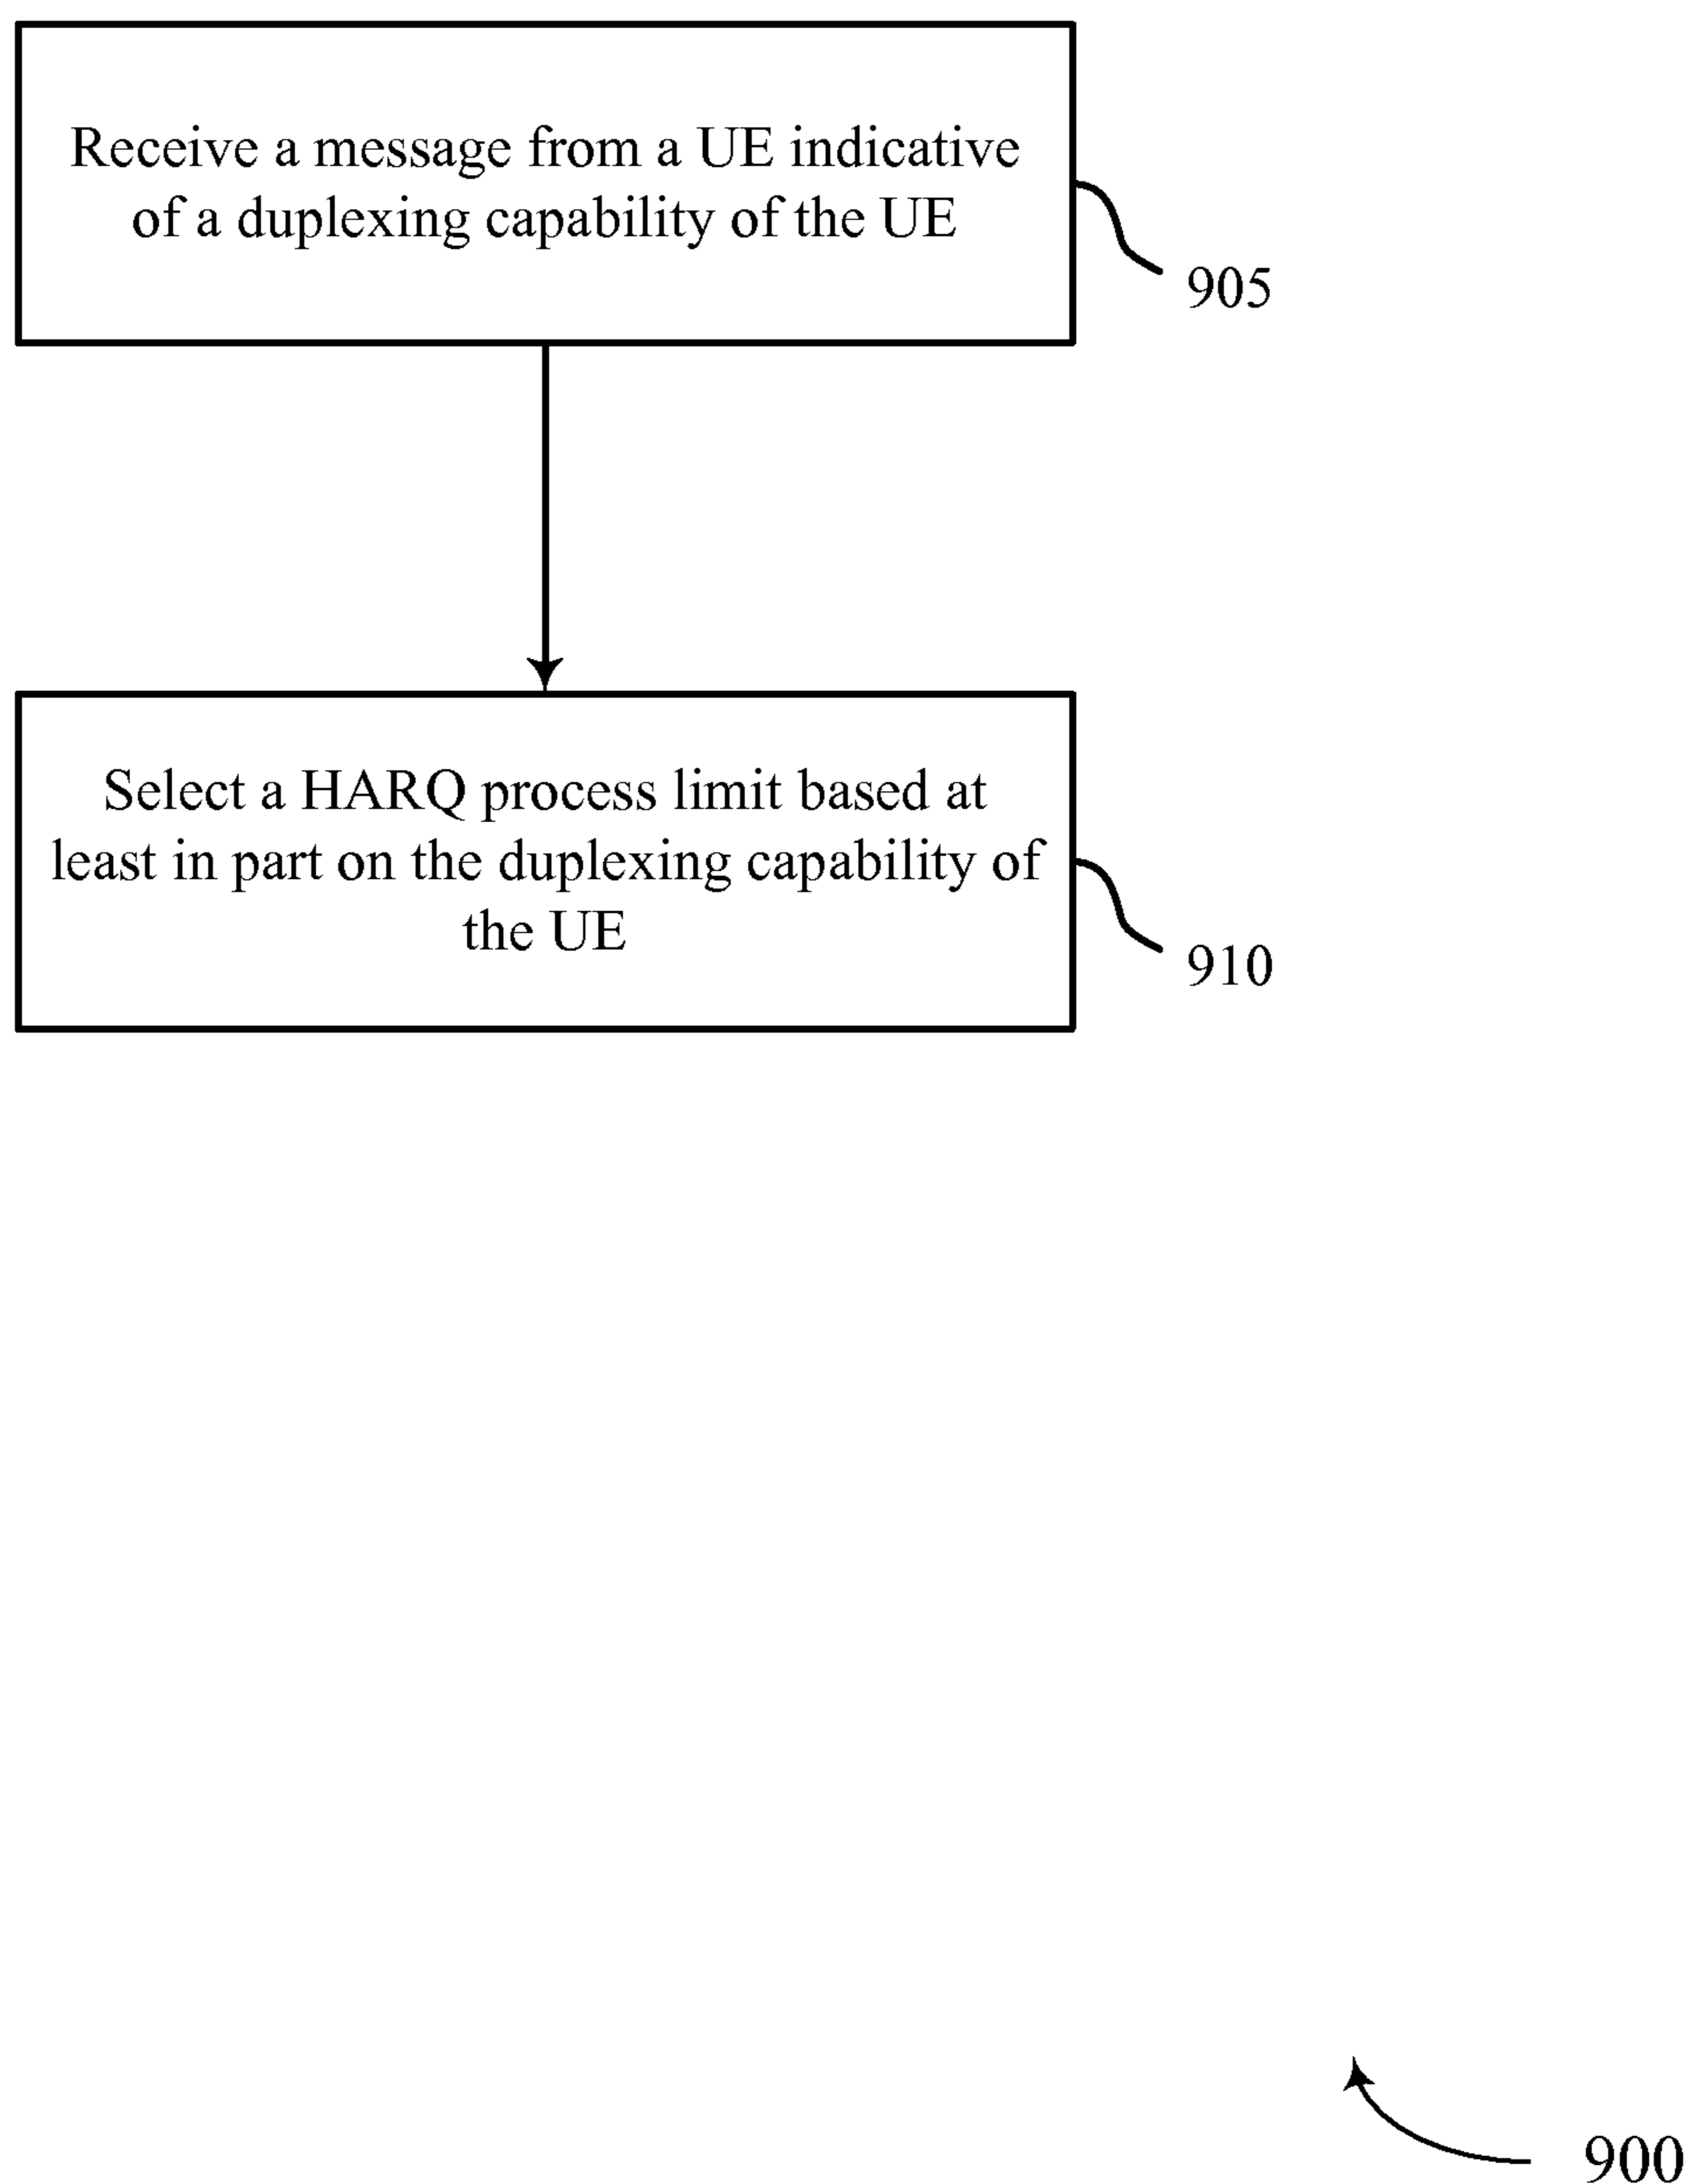 Receive a message from a UE indicative
of a duplexing capability of the UE
905
Select a HARQ process limit based at
least in part on the duplexing capability of
the UE
910
900